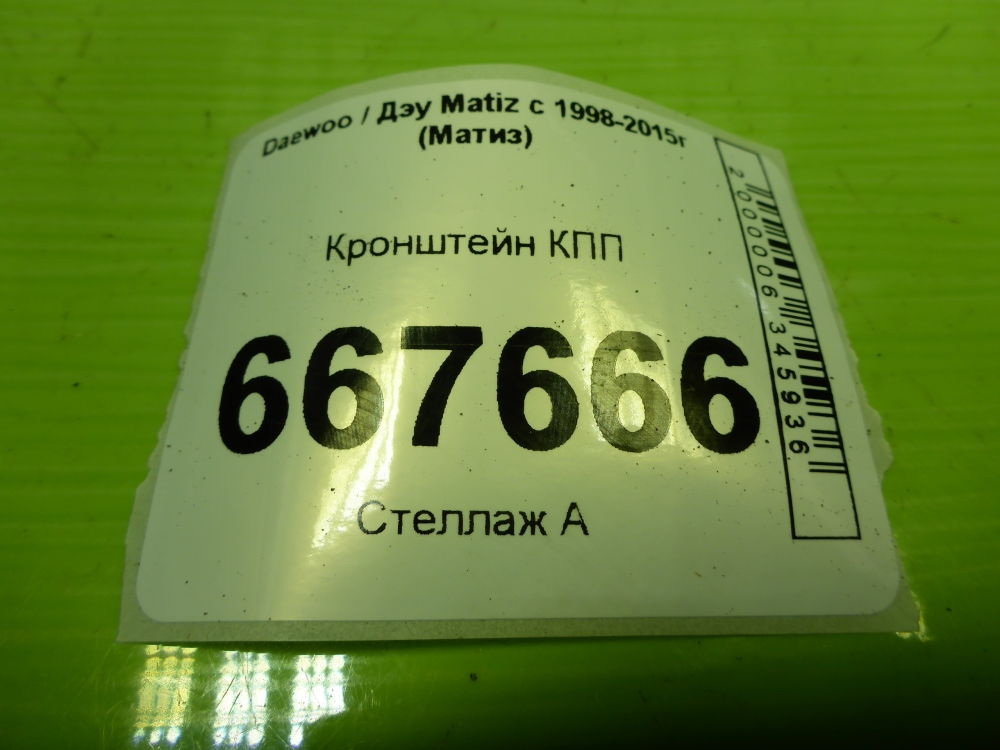 Daewoo / Дэу Matiz с 1998-2015г
(Матиз)
Кронштейн КПП
667666
Стеллаж А
2000006345936